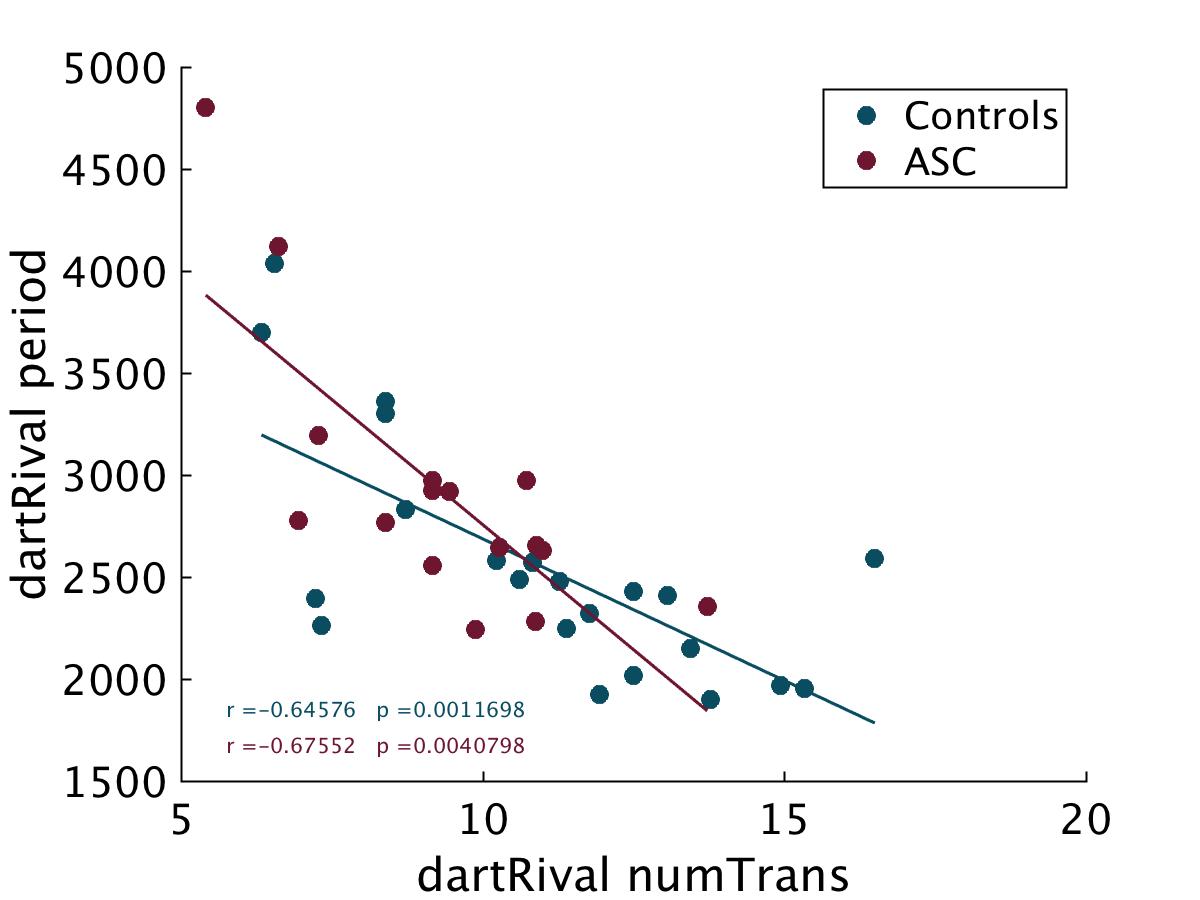 5000
4500
4000
3500
3000
2500
2000
1500
5
10
15
20
dartRival period
dartRival numTrans
Controls
ASC
r =-0.64576 p =0.0011698
r =-0.67552 p =0.0040798